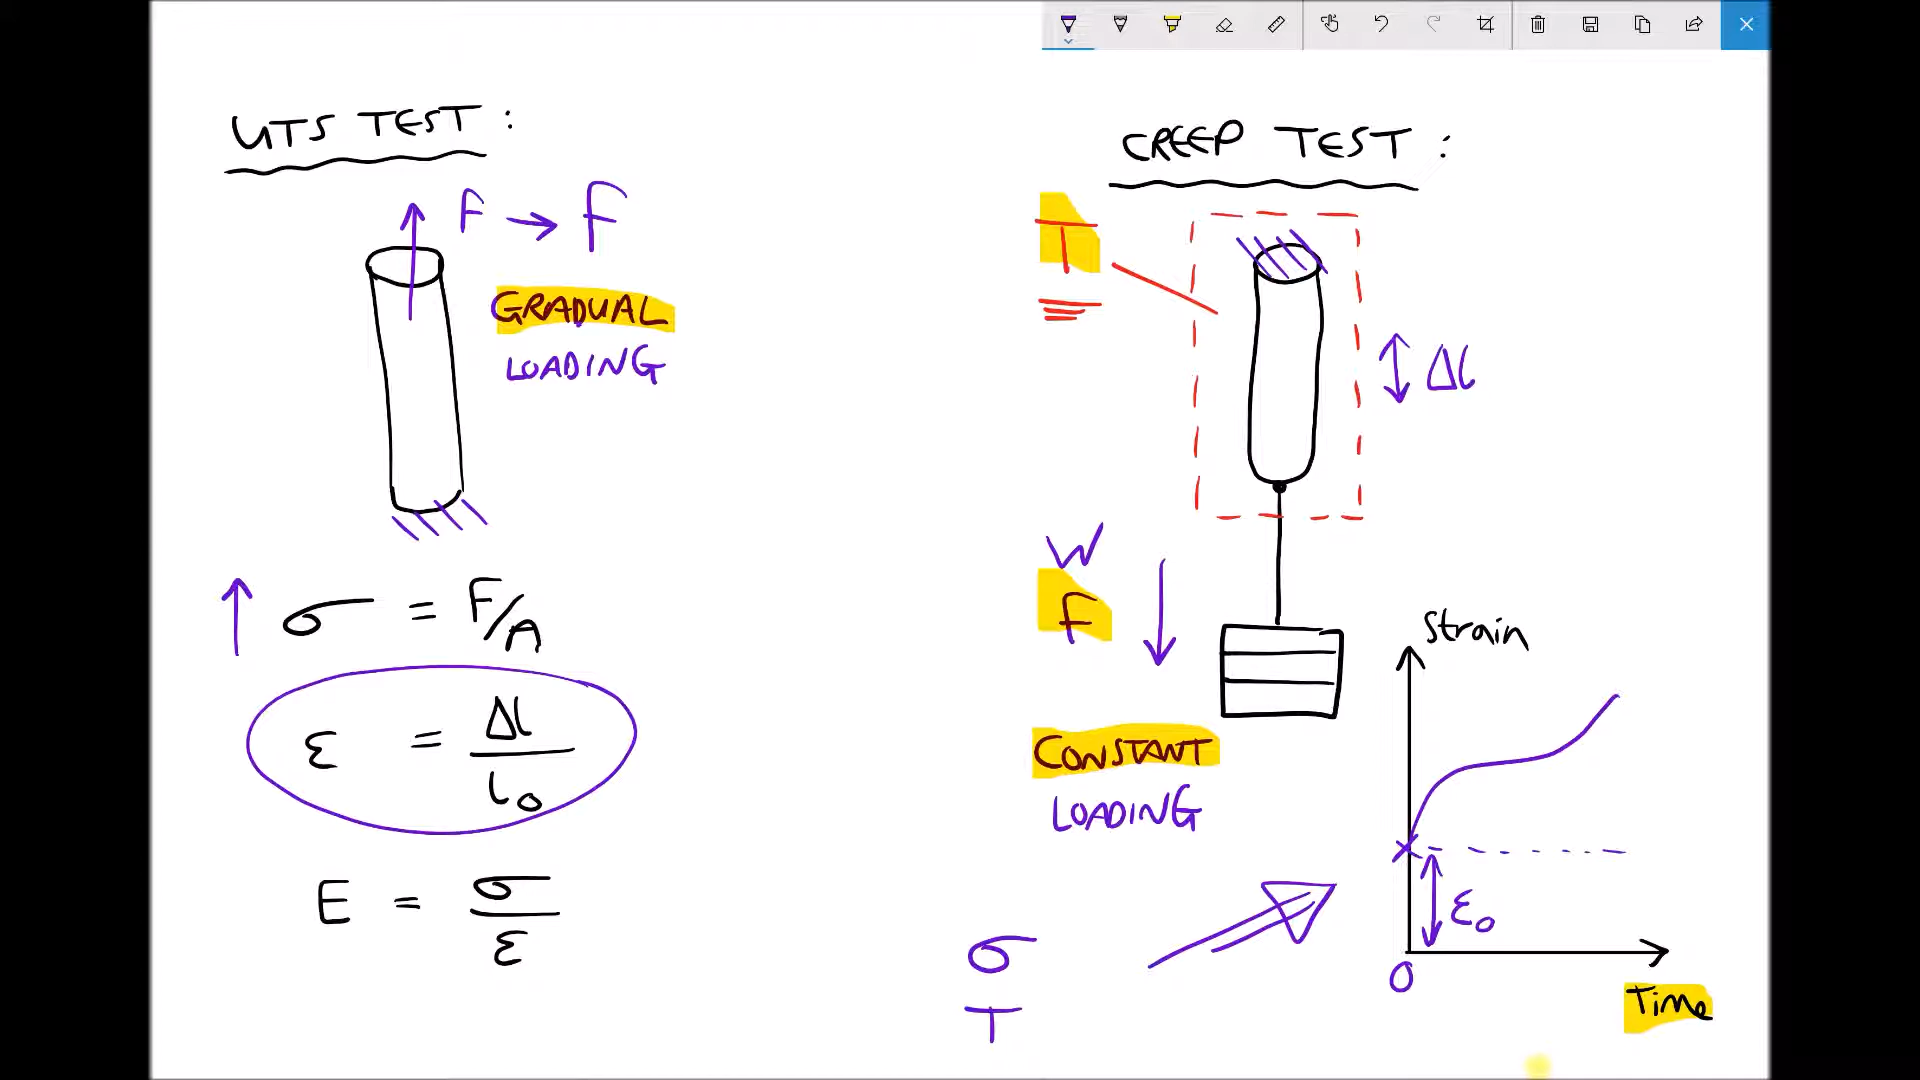 UTS TEST :
F → F
GRADUAL
LOADING
↑ σ = F/A
ε = Δl / l₀
E = σ / ε
CREEP TEST :
T
Δl
W
F
CONSTANT
LOADING
σ
T
Strain
ε₀
0
Time